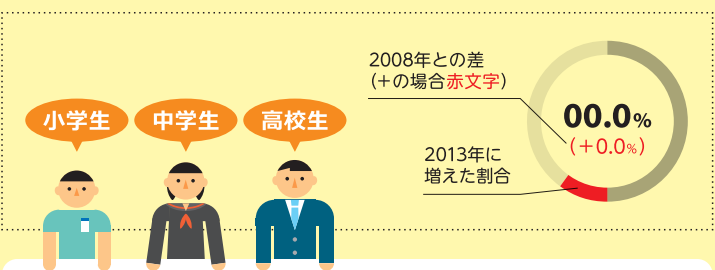 小学生
中学生
高校生
2008年との差
(+の場合赤文字)
00.0%
(+0.0%)
2013年に
増えた割合